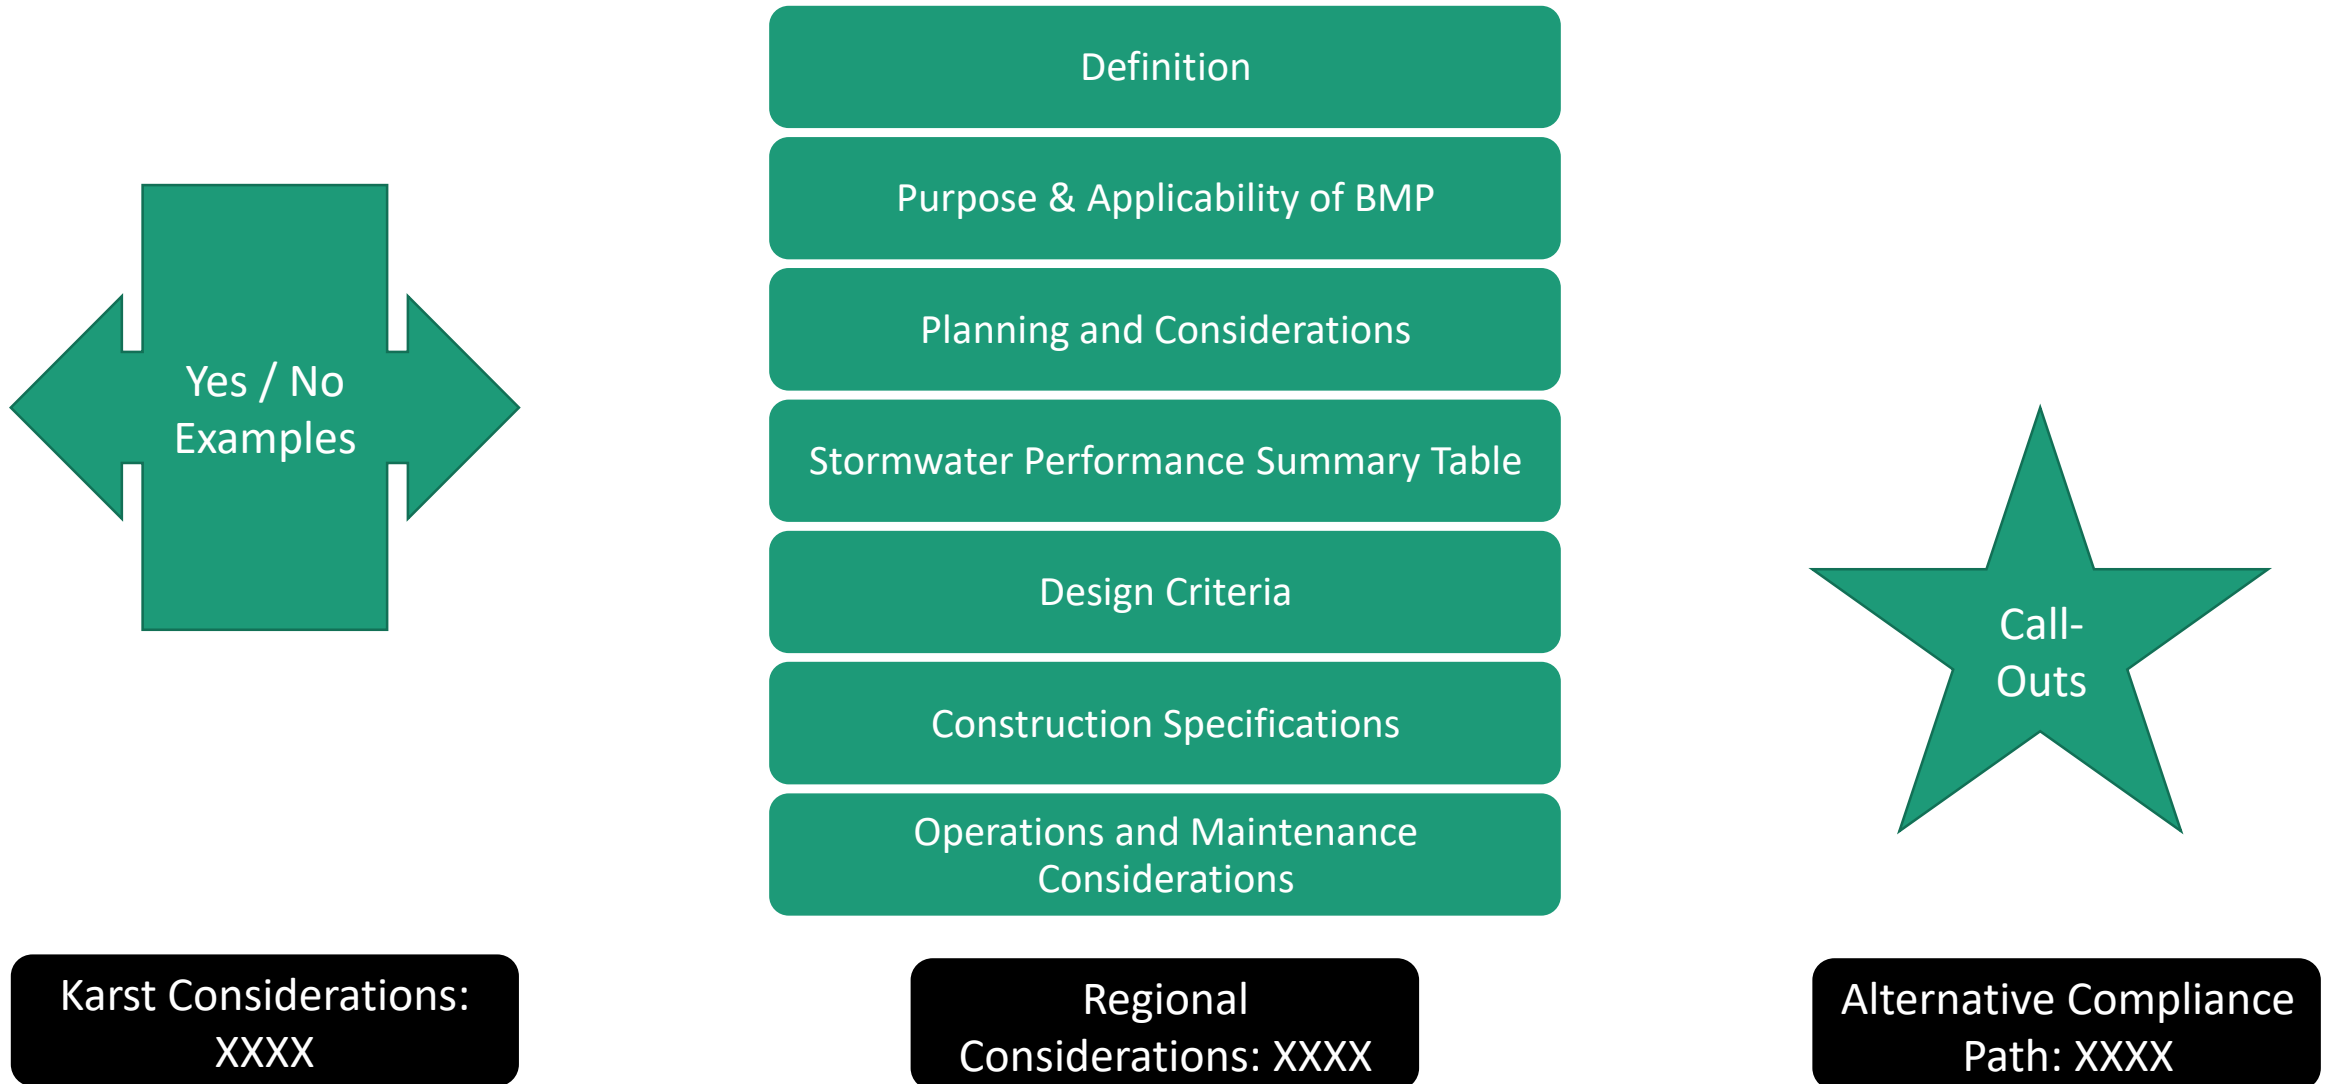 Definition
Purpose & Applicability of BMP
Planning and Considerations
Yes / No
Examples
Stormwater Performance Summary Table
Design Criteria
Call-
Outs
Construction Specifications
Operations and Maintenance
Considerations
Karst Considerations:
XXXX
Regional
Considerations: XXXX
Alternative Compliance
Path: XXXX